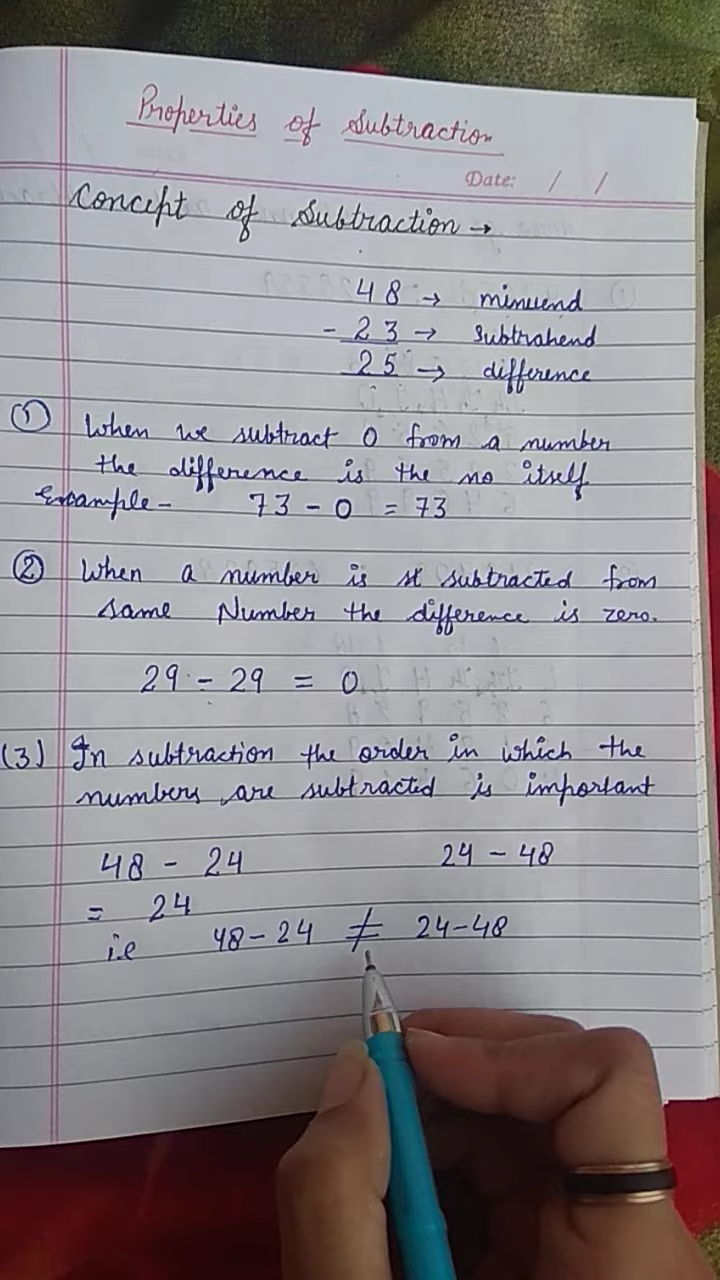 Properties of Subtraction
Date: / /
Concept of Subtraction →
48 → minuend
- 23 → Subtrahend
25 → difference
(1) When we subtract 0 from a number
the difference is the no itself
Example - 73 - 0 = 73
(2) When a number is st subtracted from
same Number the difference is zero.
29 - 29 = 0
(3) In subtraction the order in which the
numbers are subtracted is important
48 - 24 24 - 48
= 24
ie 48 - 24 ≠ 24 - 48